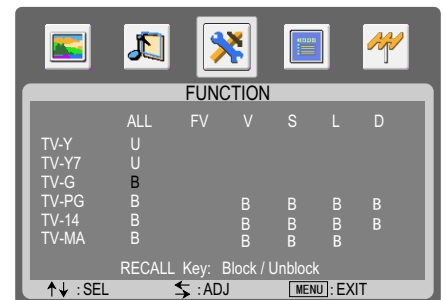 FUNCTION
ALL FV V S L D
TV-Y U
TV-Y7 U
TV-G B
TV-PG B B B B B
TV-14 B B B B B
TV-MA B B B B
RECALL Key: Block / Unblock
: SEL : ADJ MENU : EXIT